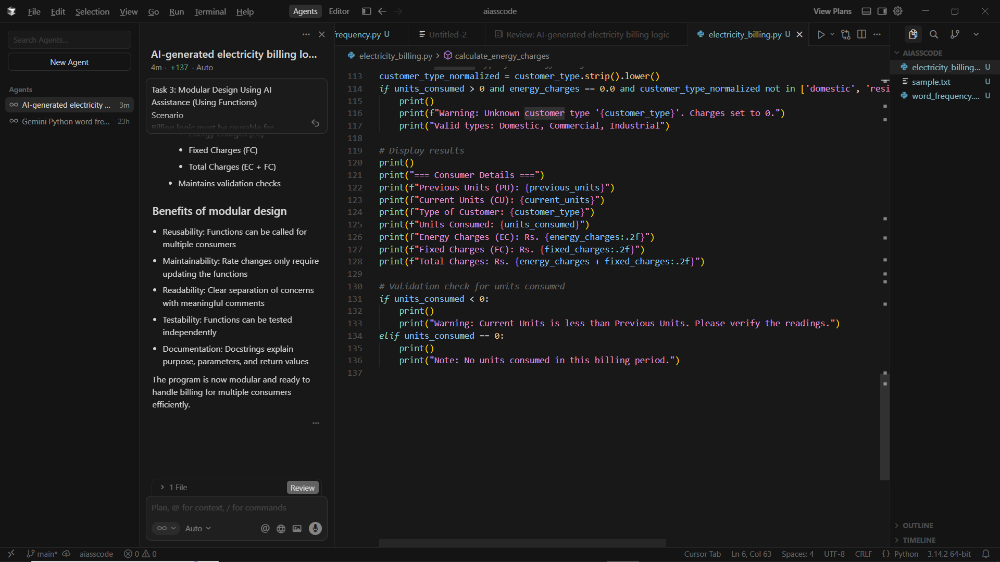 File Edit Selection View Go Run Terminal Help
Agents Editor
aiasscode
View Plans
Search Agents...
New Agent
Agents
AI-generated electricity ... 3m
Gemini Python word fre... 23h
AI-generated electricity billing lo...
4m · +137 · Auto
Task 3: Modular Design Using AI
Assistance (Using Functions)
Scenario
Billing logic must be reusable for
Energy Charges (EC)
• Fixed Charges (FC)
• Total Charges (EC + FC)
• Maintains validation checks
Benefits of modular design
• Reusability: Functions can be called for
multiple consumers
• Maintainability: Rate changes only require
updating the functions
• Readability: Clear separation of concerns
with meaningful comments
• Testability: Functions can be tested
independently
• Documentation: Docstrings explain
purpose, parameters, and return values
The program is now modular and ready to
handle billing for multiple consumers
efficiently.
1 File Review
Plan, @ for context, / for commands
Auto
requency.py U
Untitled-2
Review: AI-generated electricity billing logic
electricity_billing.py U
electricity_billing.py > calculate_energy_charges
113 customer_type_normalized = customer_type.strip().lower()
114 if units_consumed > 0 and energy_charges == 0.0 and customer_type_normalized not in ['domestic', 'resi
115 print()
116 print(f"Warning: Unknown customer type '{customer_type}'. Charges set to 0.")
117 print("Valid types: Domestic, Commercial, Industrial")
118
119 # Display results
120 print()
121 print("=== Consumer Details ===")
122 print(f"Previous Units (PU): {previous_units}")
123 print(f"Current Units (CU): {current_units}")
124 print(f"Type of Customer: {customer_type}")
125 print(f"Units Consumed: {units_consumed}")
126 print(f"Energy Charges (EC): Rs. {energy_charges:.2f}")
127 print(f"Fixed Charges (FC): Rs. {fixed_charges:.2f}")
128 print(f"Total Charges: Rs. {energy_charges + fixed_charges:.2f}")
129
130 # Validation check for units consumed
131 if units_consumed < 0:
132 print()
133 print("Warning: Current Units is less than Previous Units. Please verify the readings.")
134 elif units_consumed == 0:
135 print()
136 print("Note: No units consumed in this billing period.")
137
AIASSCODE
electricity_billing... U
sample.txt U
word_frequency.... U
OUTLINE
TIMELINE
main* aiasscode 0 0
Cursor Tab Ln 6, Col 63 Spaces: 4 UTF-8 CRLF {} Python 3.14.2 64-bit